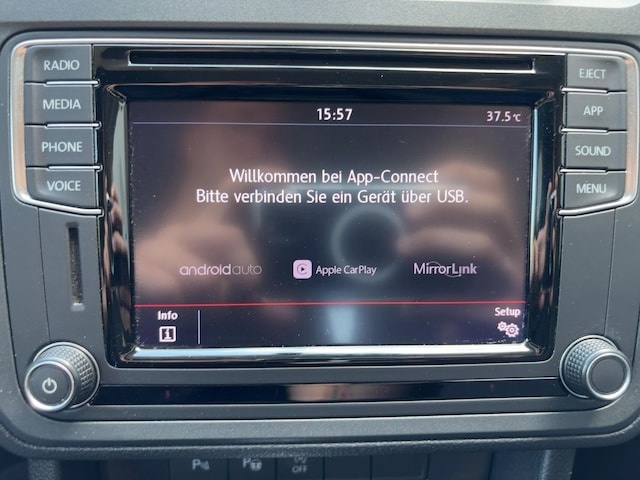 RADIO
MEDIA
PHONE
VOICE
EJECT
APP
SOUND
MENU
15:57
37.5°C
Willkommen bei App-Connect
Bitte verbinden Sie ein Gerät über USB.
androidauto
Apple CarPlay
MirrorLink
Info
Setup
P
P
OFF